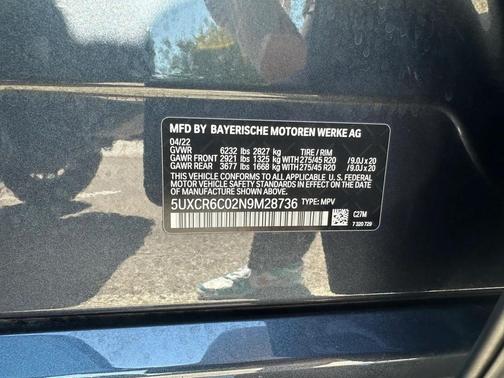 MFD BY BAYERISCHE MOTOREN WERKE AG
04/22
GVWR 6232 lbs 2827 kg TIRE / RIM
GAWR FRONT 2921 lbs 1325 kg WITH 275/45 R20 /9.0J x 20
GAWR REAR 3677 lbs 1668 kg WITH 275/45 R20 /9.0J x 20
THIS VEHICLE CONFORMS TO ALL APPLICABLE U.S. FEDERAL
MOTOR VEHICLE SAFETY STANDARDS IN EFFECT ON THE DATE
OF MANUFACTURE SHOWN ABOVE.
5UXCR6C02N9M28736 TYPE: MPV
C27M
7 320 729